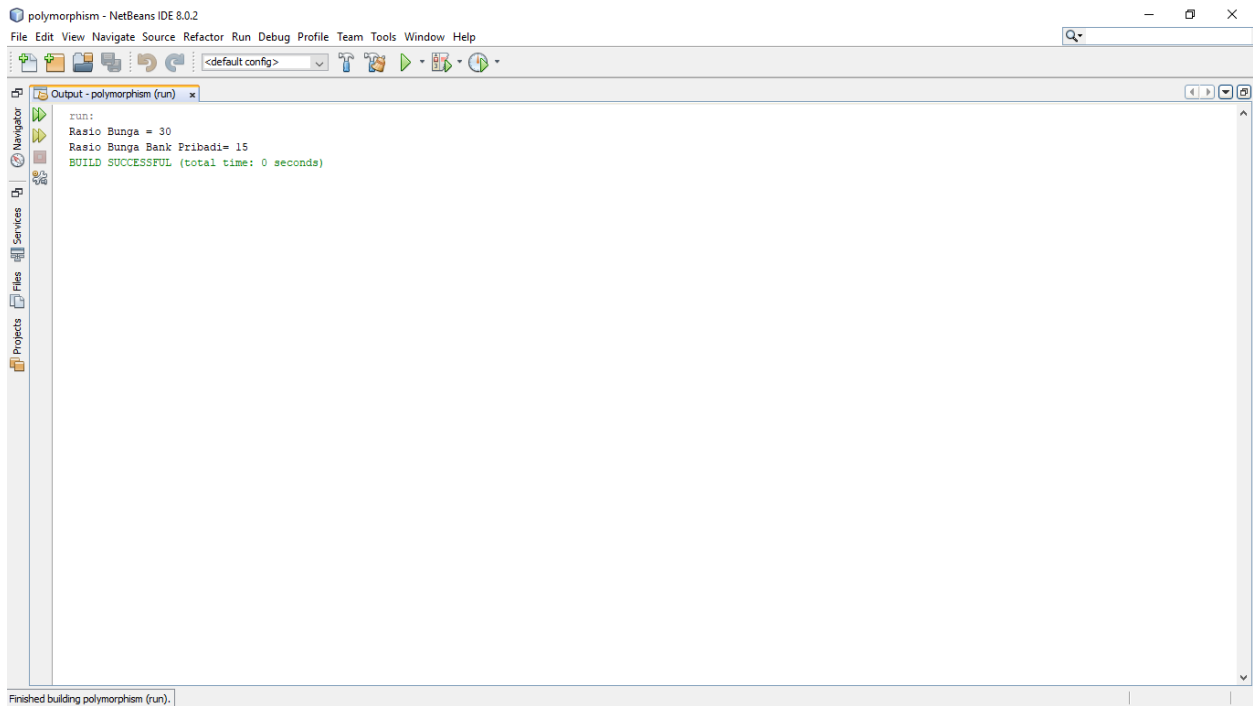 polymorphism - NetBeans IDE 8.0.2
File Edit View Navigate Source Refactor Run Debug Profile Team Tools Window Help
<default config>
Output - polymorphism (run)
Navigator
Services
Files
Projects
run:
Rasio Bunga = 30
Rasio Bunga Bank Pribadi= 15
BUILD SUCCESSFUL (total time: 0 seconds)
Finished building polymorphism (run).